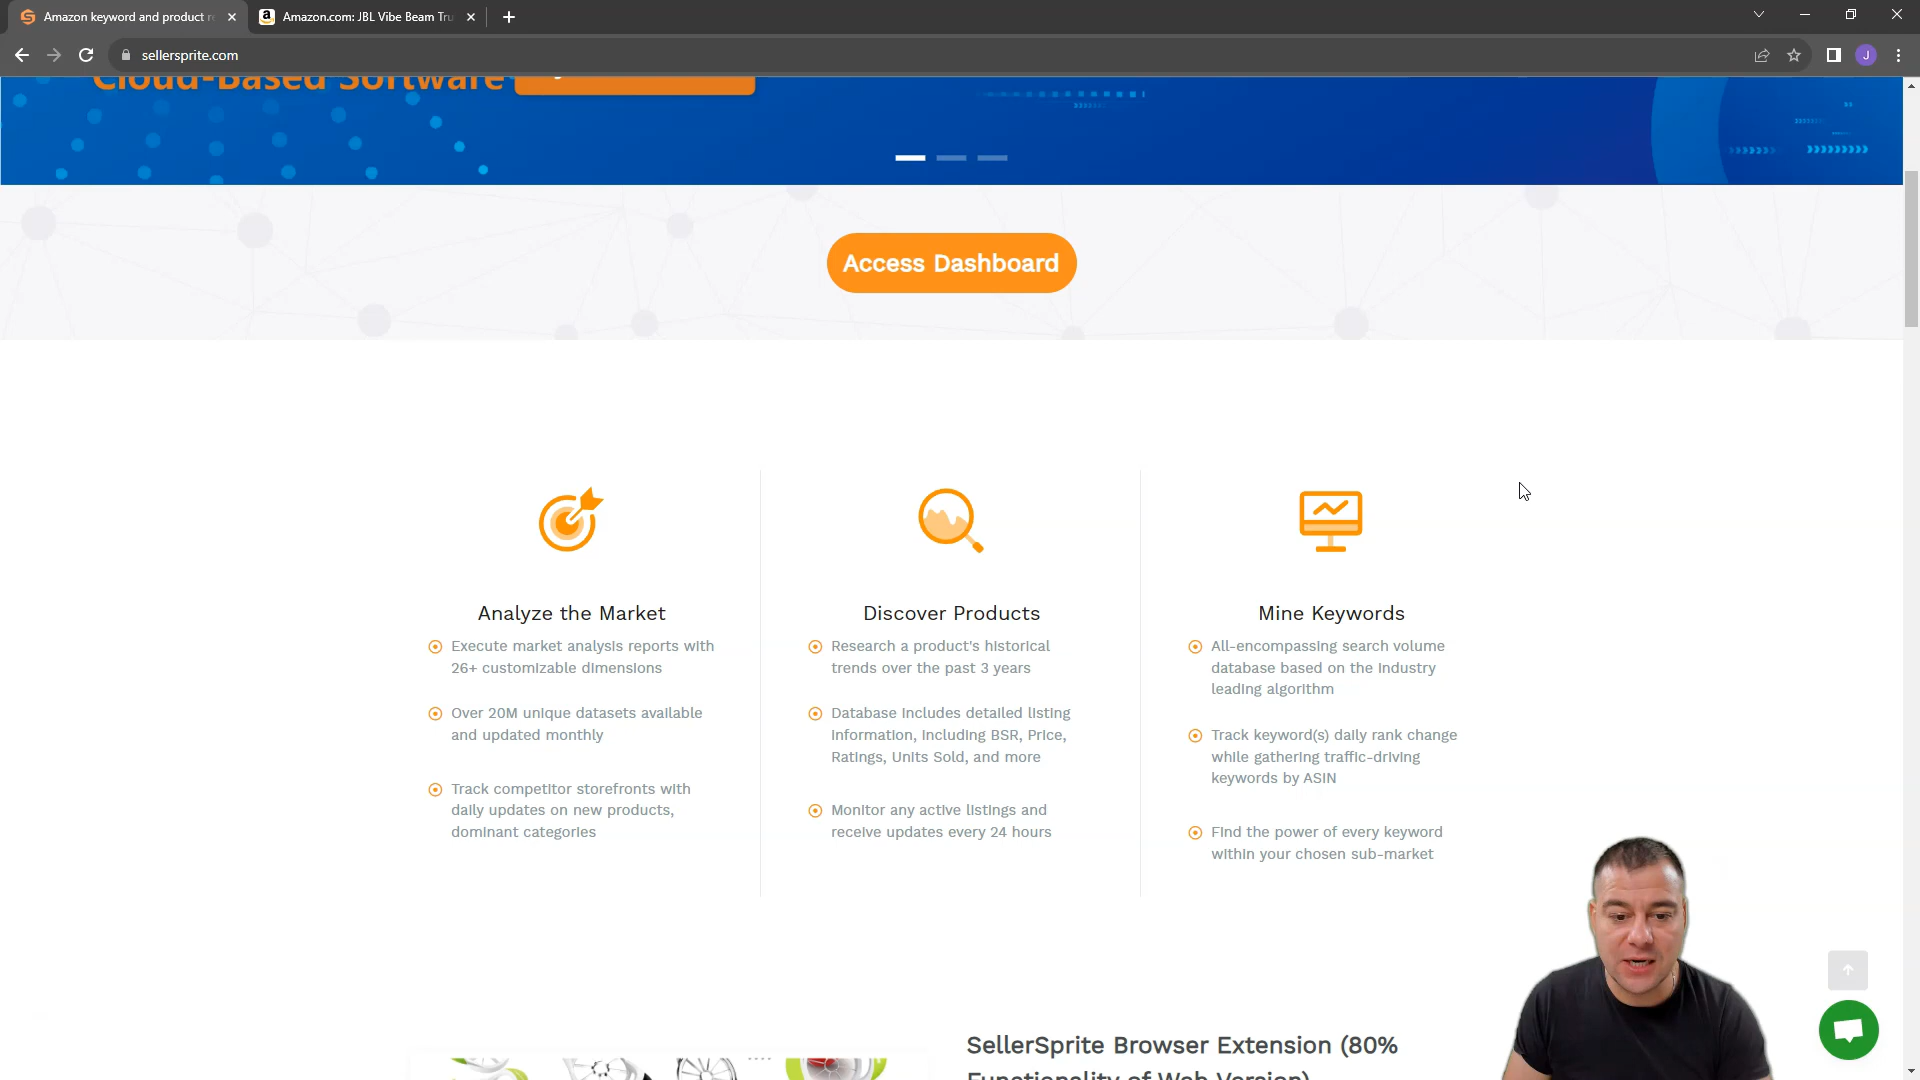 Amazon keyword and product r
Amazon.com: JBL Vibe Beam Tru
sellersprite.com
J
Cloud-Based Software
Access Dashboard
Analyze the Market
Execute market analysis reports with
26+ customizable dimensions
Over 20M unique datasets available
and updated monthly
Track competitor storefronts with
daily updates on new products,
dominant categories
Discover Products
Research a product's historical
trends over the past 3 years
Database includes detailed listing
information, including BSR, Price,
Ratings, Units Sold, and more
Monitor any active listings and
receive updates every 24 hours
Mine Keywords
All-encompassing search volume
database based on the industry
leading algorithm
Track keyword(s) daily rank change
while gathering traffic-driving
keywords by ASIN
Find the power of every keyword
within your chosen sub-market
SellerSprite Browser Extension (80%
Functionality of Web Version)